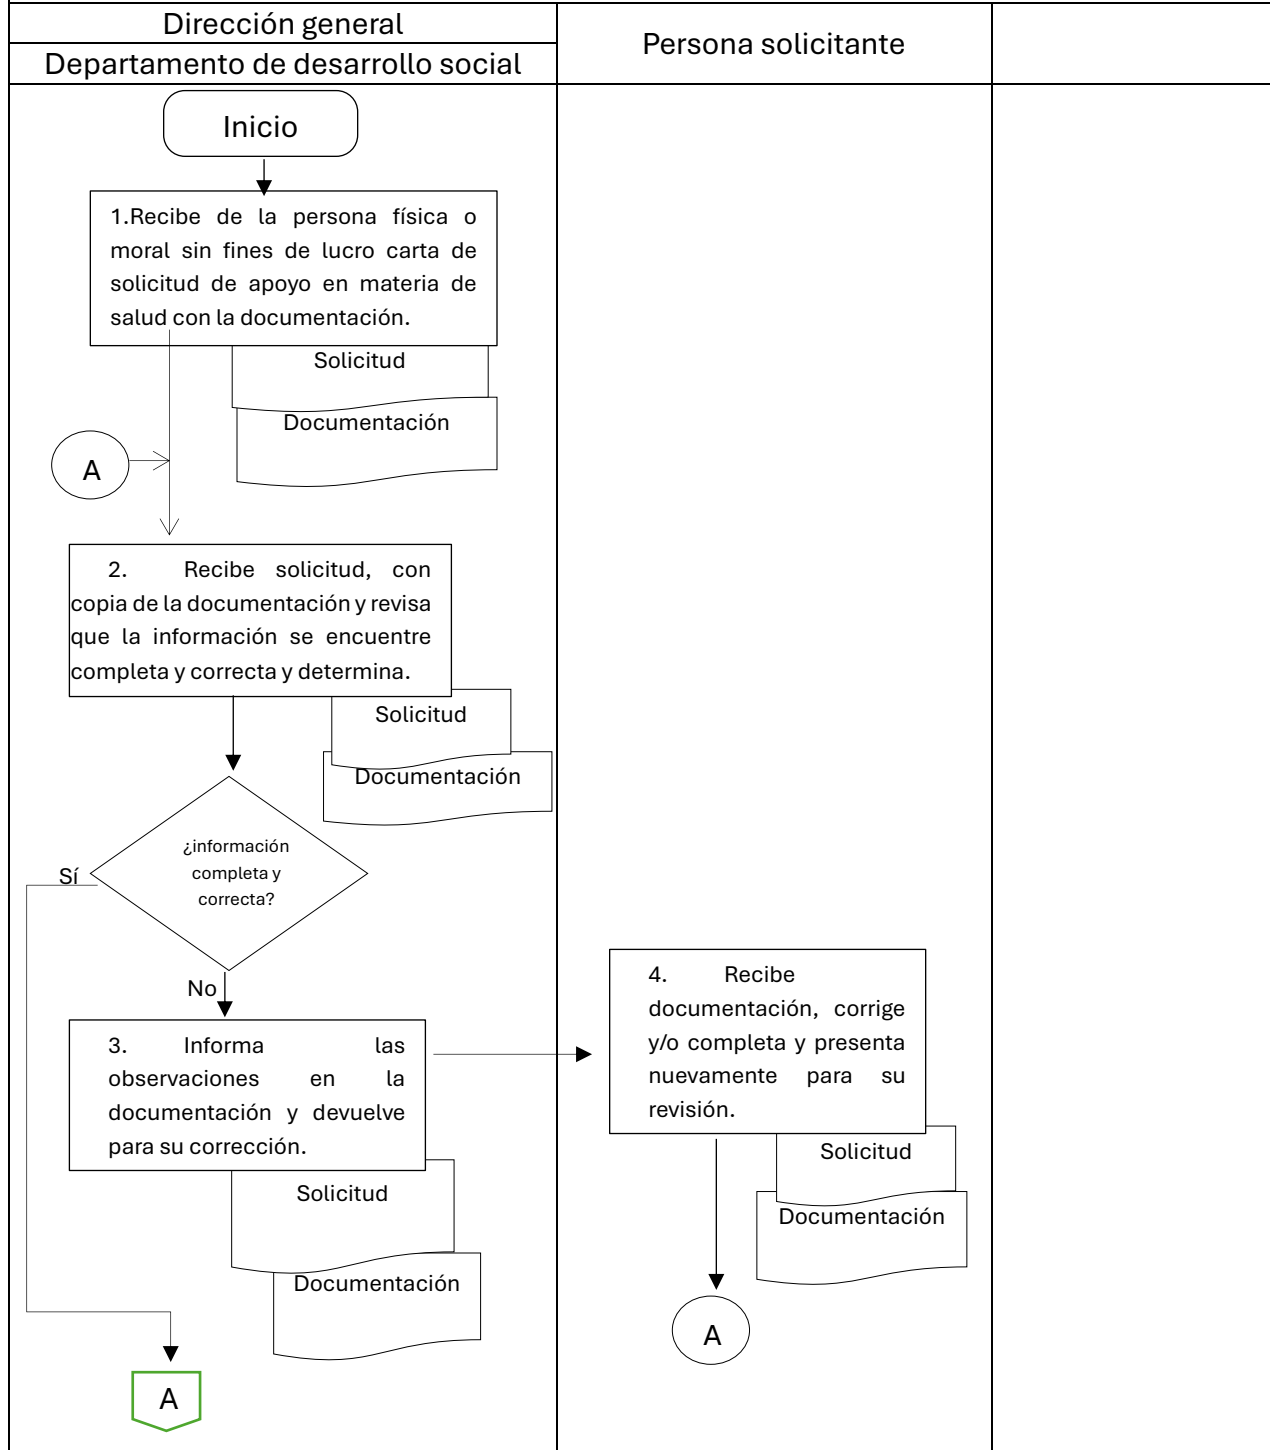 Dirección general
Departamento de desarrollo social
Persona solicitante
Inicio
1.Recibe de la persona física o
moral sin fines de lucro carta de
solicitud de apoyo en materia de
salud con la documentación.
Solicitud
Documentación
A
2. Recibe solicitud, con
copia de la documentación y revisa
que la información se encuentre
completa y correcta y determina.
Solicitud
Documentación
¿información
completa y
correcta?
Sí
No
3. Informa las
observaciones en la
documentación y devuelve
para su corrección.
Solicitud
Documentación
4. Recibe
documentación, corrige
y/o completa y presenta
nuevamente para su
revisión.
Solicitud
Documentación
A
A